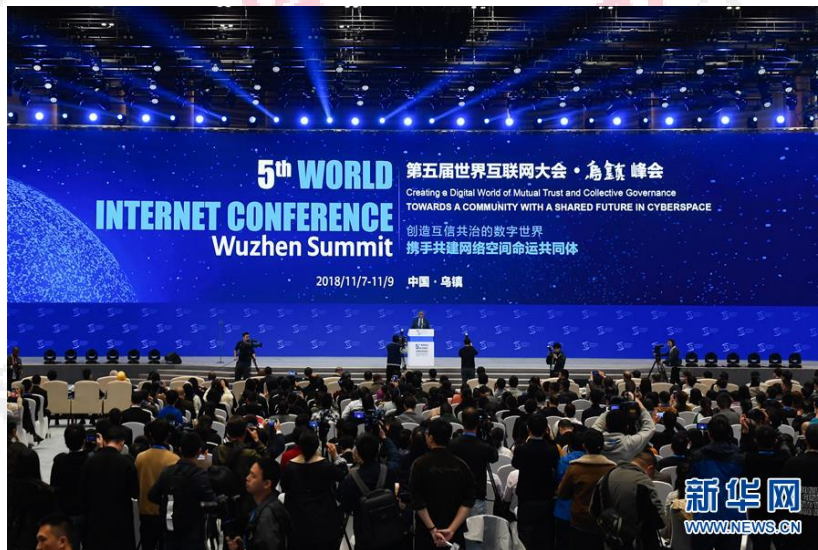 5th WORLD
INTERNET CONFERENCE
Wuzhen Summit
2018/11/7-11/9
第五届世界互联网大会·乌镇 峰会
Creating a Digital World of Mutual Trust and Collective Governance
TOWARDS A COMMUNITY WITH A SHARED FUTURE IN CYBERSPACE
创造互信共治的数字世界
携手共建网络空间命运共同体
中国·乌镇
新华网
WWW.NEWS.CN